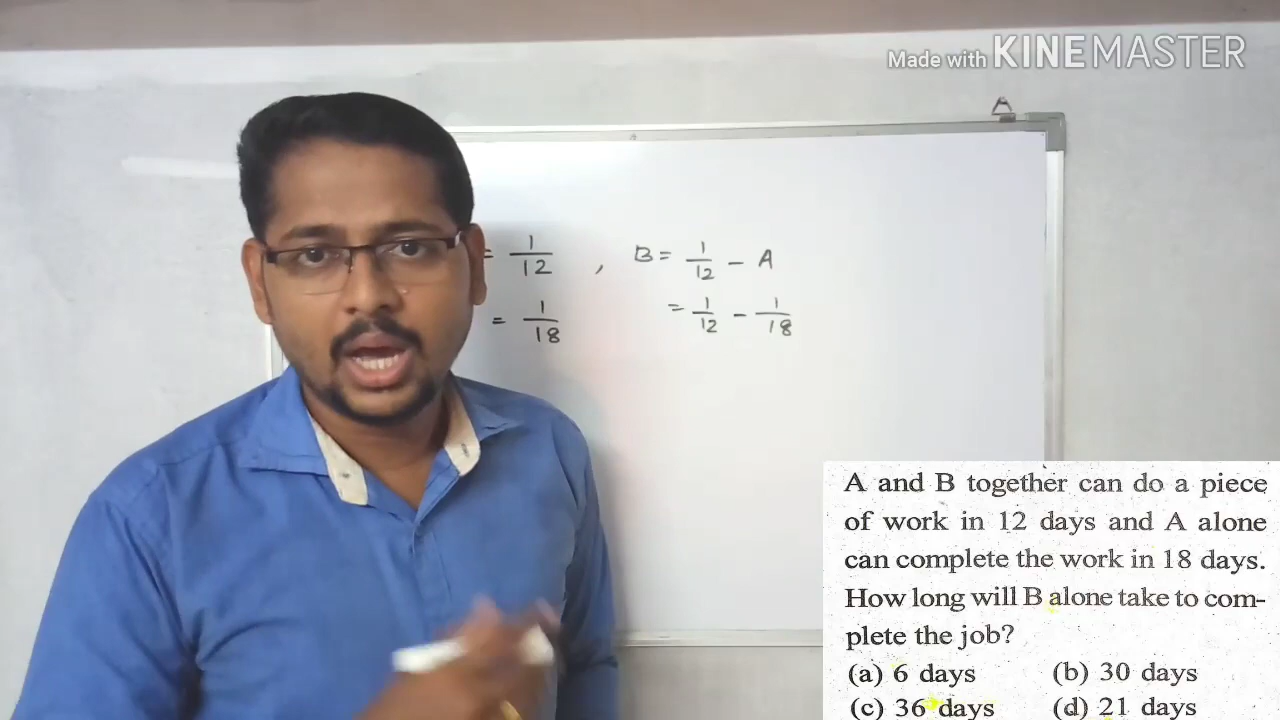 Made with KINEMASTER
A
= 1/12 , B = 1/12 - A
= 1/18 = 1/12 - 1/18
A and B together can do a piece
of work in 12 days and A alone
can complete the work in 18 days.
How long will B alone take to com-
plete the job?
(a) 6 days (b) 30 days
(c) 36 days (d) 21 days